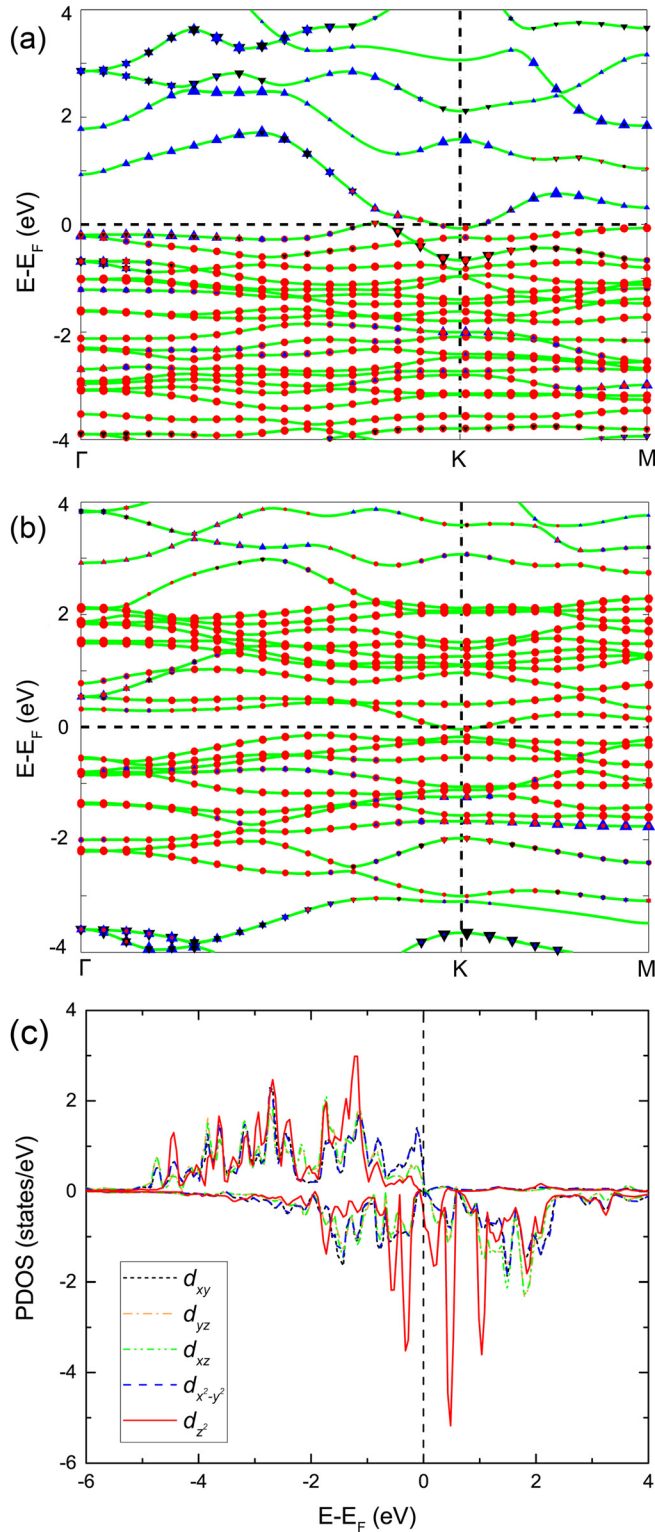 (a)
4
2
0
-2
-4
E-E_F (eV)
Γ K M
(b)
4
2
0
-2
-4
E-E_F (eV)
Γ K M
(c)
4
2
0
-2
-4
-6
PDOS (states/eV)
d_xy
d_yz
d_xz
d_x²-y²
d_z²
-6 -4 -2 0 2 4
E-E_F (eV)